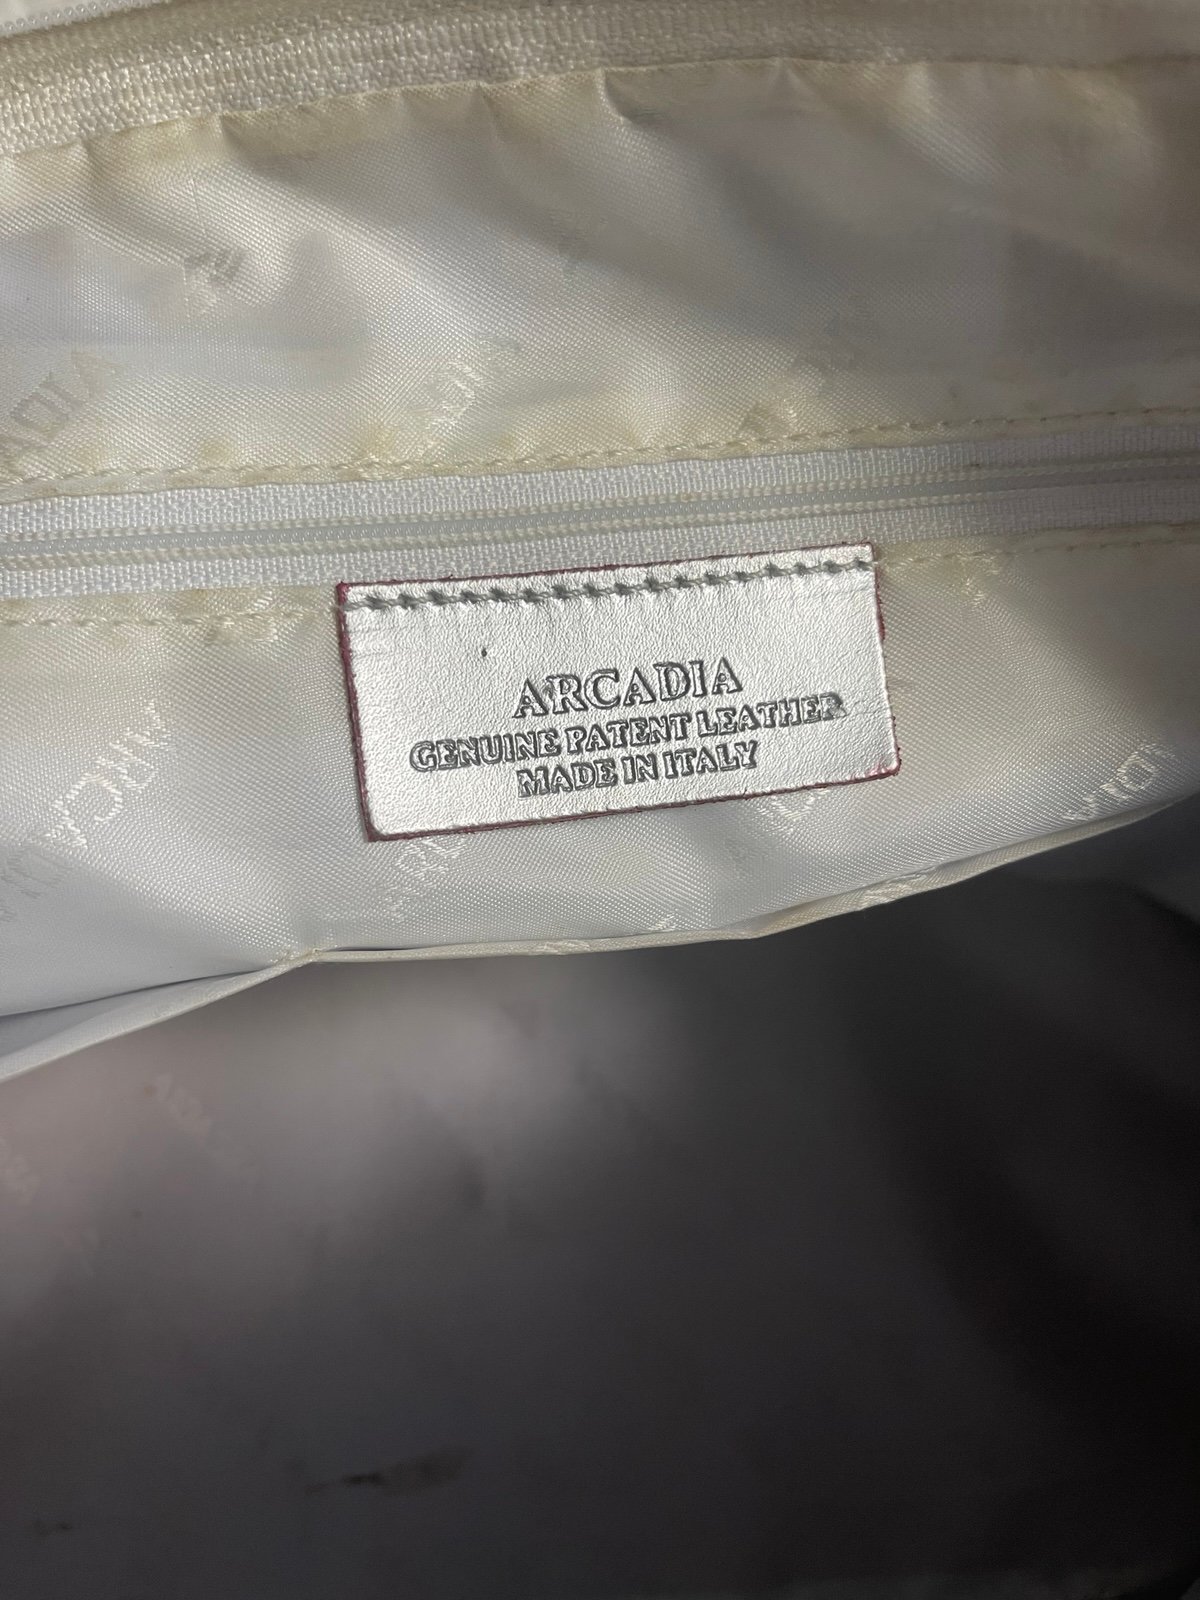 ARCADIA
GENUINE PATENT LEATHER
MADE IN ITALY